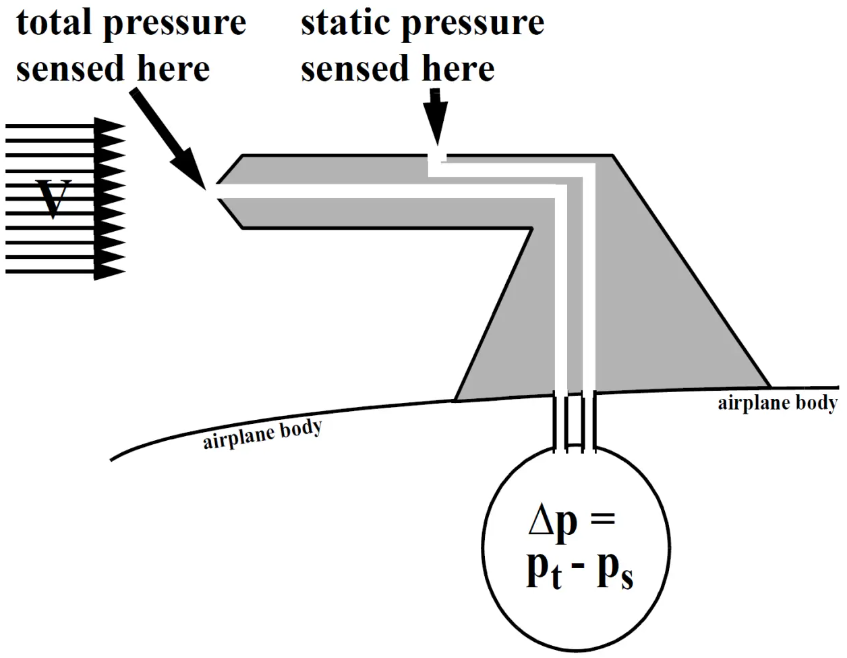 total pressure
sensed here
static pressure
sensed here
V
airplane body
airplane body
Δp =
pt - ps